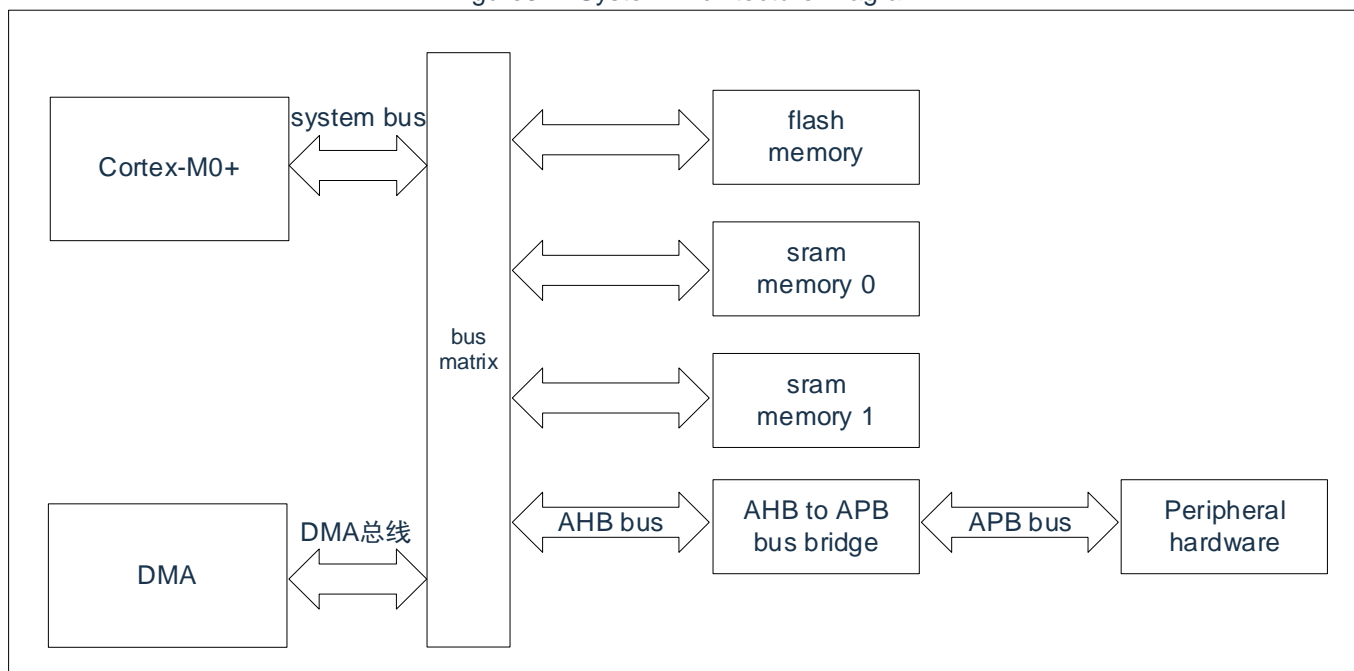 system bus
Cortex-M0+
flash
memory
sram
memory 0
bus
matrix
sram
memory 1
DMA总线
DMA
AHB bus
AHB to APB
bus bridge
APB bus
Peripheral
hardware